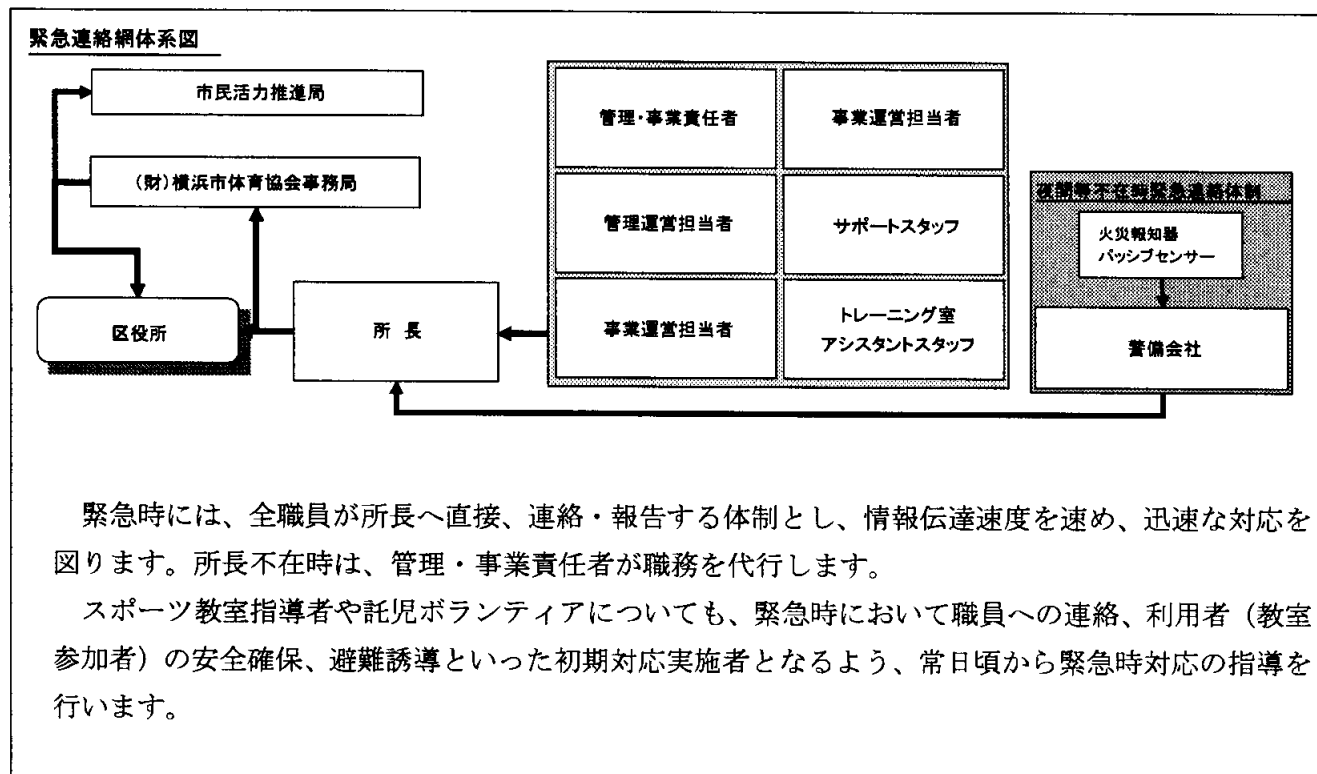 緊急連絡網体系図
市民活力推進局
(財)横浜市体育協会事務局
区役所
所 長
管理・事業責任者
事業運営担当者
管理運営担当者
サポートスタッフ
事業運営担当者
トレーニング室
アシスタントスタッフ
夜間等不在時緊急連絡体制
火災報知器
パッシブセンサー
警備会社
緊急時には、全職員が所長へ直接、連絡・報告する体制とし、情報伝達速度を速め、迅速な対応を
図ります。所長不在時は、管理・事業責任者が職務を代行します。
スポーツ教室指導者や託児ボランティアについても、緊急時において職員への連絡、利用者（教室
参加者）の安全確保、避難誘導といった初期対応実施者となるよう、常日頃から緊急時対応の指導を
行います。